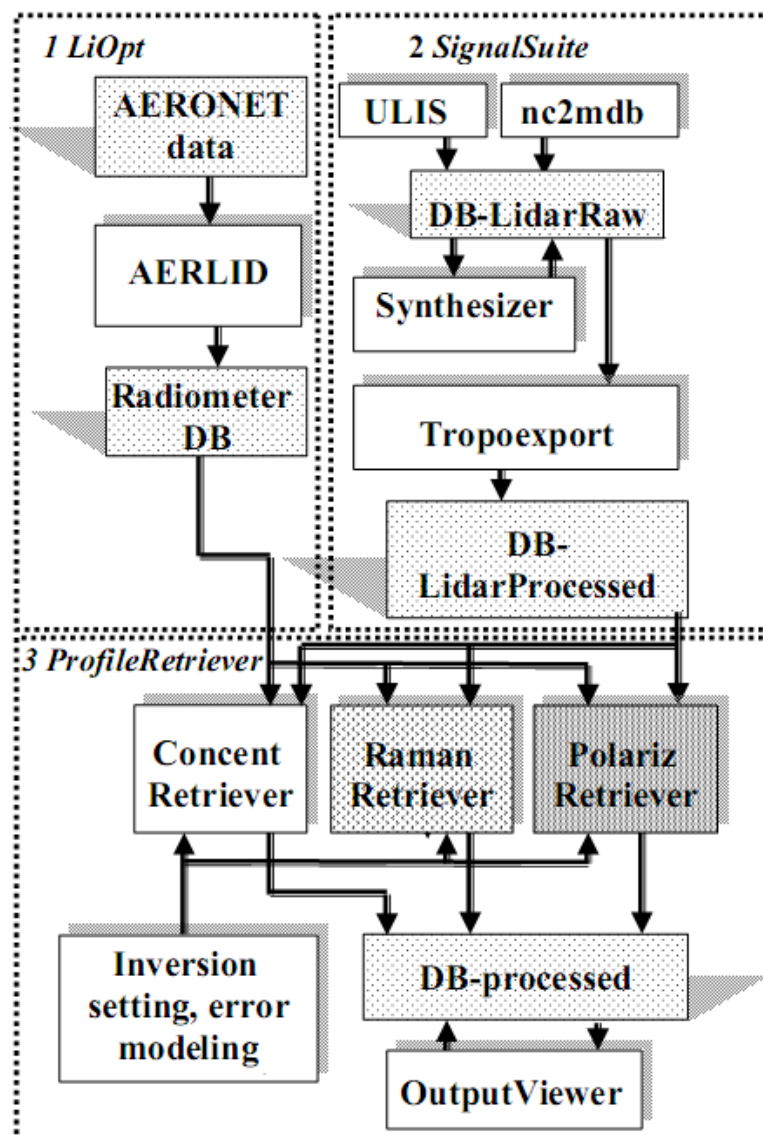 1 LiOpt
AERONET
data
AERLID
Radiometer
DB
2 SignalSuite
ULIS
nc2mdb
DB-LidarRaw
Synthesizer
Tropoexport
DB-
LidarProcessed
3 ProfileRetriever
Concent
Retriever
Raman
Retriever
Polariz
Retriever
Inversion
setting, error
modeling
DB-processed
OutputViewer